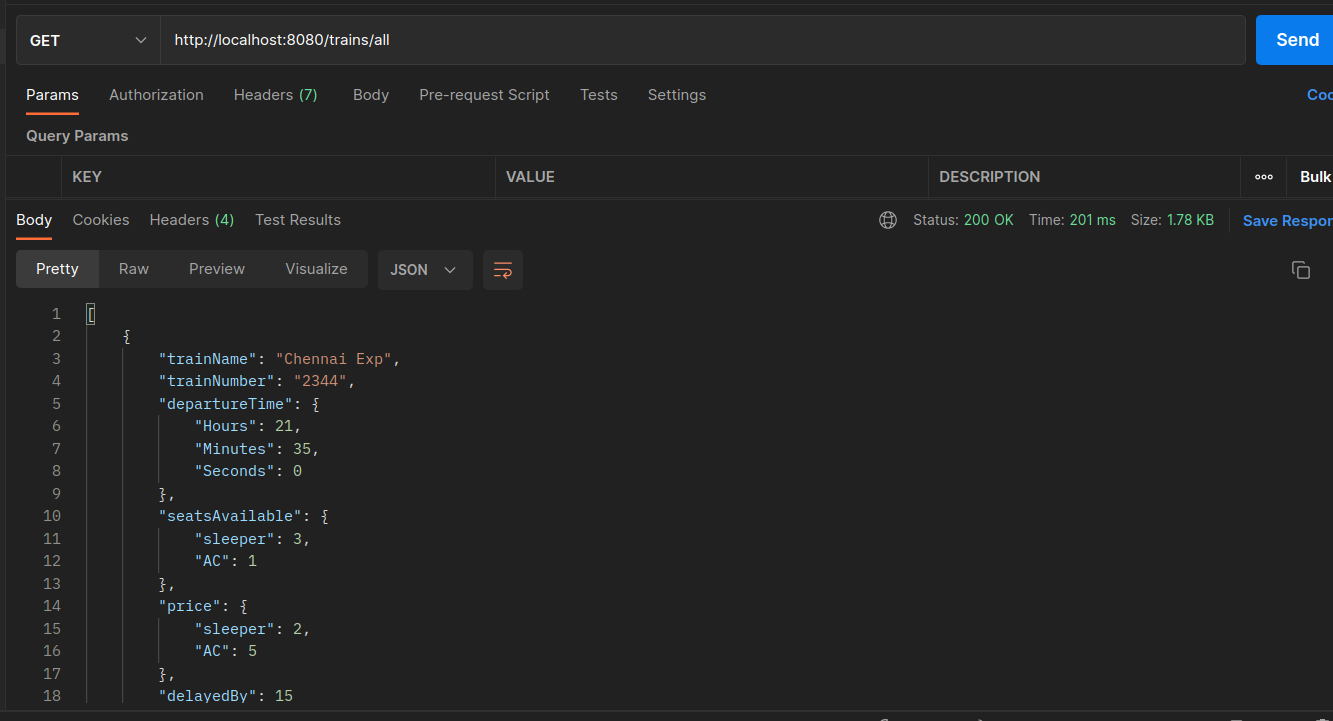 GET http://localhost:8080/trains/all Send
Params Authorization Headers (7) Body Pre-request Script Tests Settings
Query Params
KEY VALUE DESCRIPTION Bulk
Body Cookies Headers (4) Test Results Status: 200 OK Time: 201 ms Size: 1.78 KB Save Respon
Pretty Raw Preview Visualize JSON
1 [
2 {
3 "trainName": "Chennai Exp",
4 "trainNumber": "2344",
5 "departureTime": {
6 "Hours": 21,
7 "Minutes": 35,
8 "Seconds": 0
9 },
10 "seatsAvailable": {
11 "sleeper": 3,
12 "AC": 1
13 },
14 "price": {
15 "sleeper": 2,
16 "AC": 5
17 },
18 "delayedBy": 15